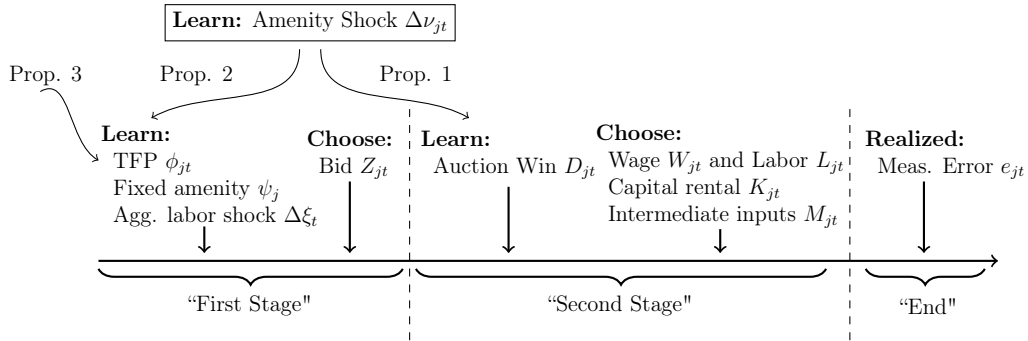 Learn: Amenity Shock Δν_jt
Prop. 3
Prop. 2
Prop. 1
Learn:
TFP ϕ_jt
Fixed amenity ψ_j
Agg. labor shock Δξ_t
Choose:
Bid Z_jt
Learn:
Auction Win D_jt
Choose:
Wage W_jt and Labor L_jt
Capital rental K_jt
Intermediate inputs M_jt
Realized:
Meas. Error e_jt
“First Stage"
“Second Stage"
“End"